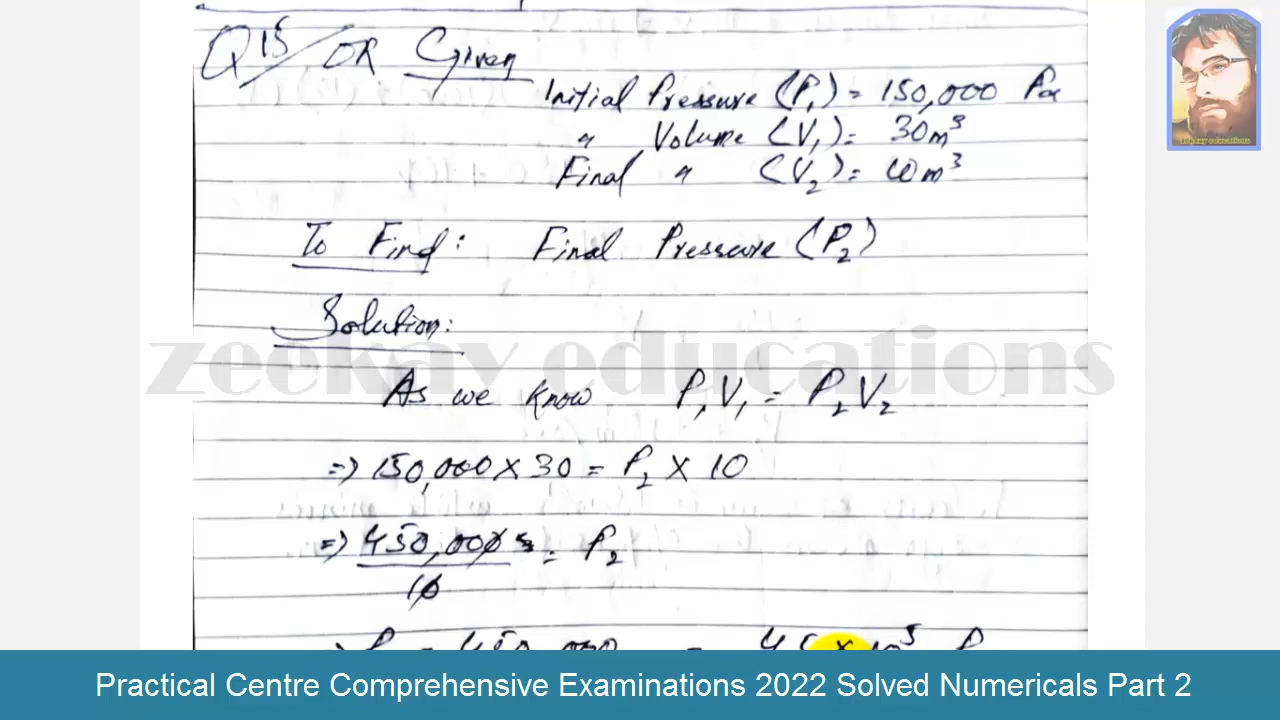 Q15 OR Given
Initial Pressure (P₁) = 150,000 Pa
〃 Volume (V₁) = 30m³
Final 〃 (V₂) = 10m³
To Find: Final Pressure (P₂)
Solution:
zeekay educations
As we know P₁V₁ = P₂V₂
=> 150,000 × 30 = P₂ × 10
=> 450,000 = P₂
10
Practical Centre Comprehensive Examinations 2022 Solved Numericals Part 2